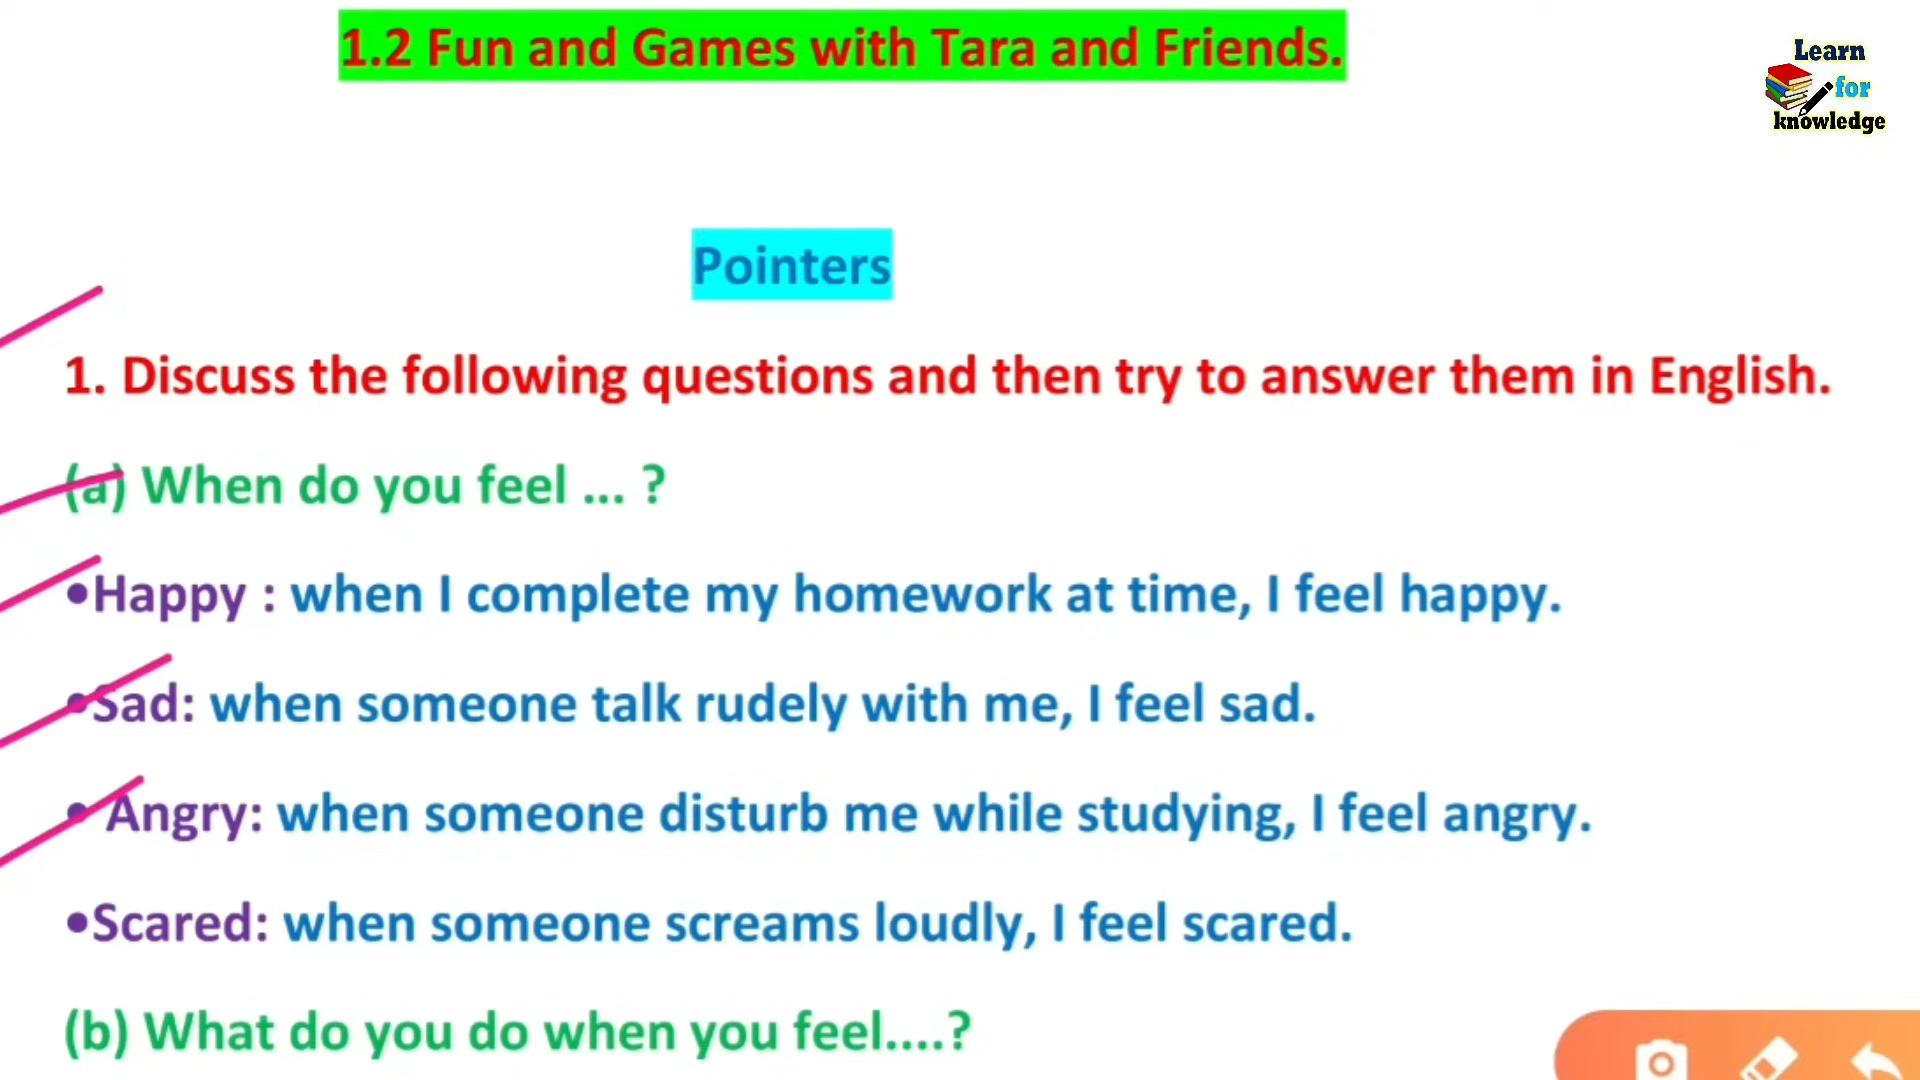 1.2 Fun and Games with Tara and Friends.
Learn
for
knowledge
Pointers
1. Discuss the following questions and then try to answer them in English.
(a) When do you feel ... ?
•Happy : when I complete my homework at time, I feel happy.
•Sad: when someone talk rudely with me, I feel sad.
• Angry: when someone disturb me while studying, I feel angry.
•Scared: when someone screams loudly, I feel scared.
(b) What do you do when you feel....?